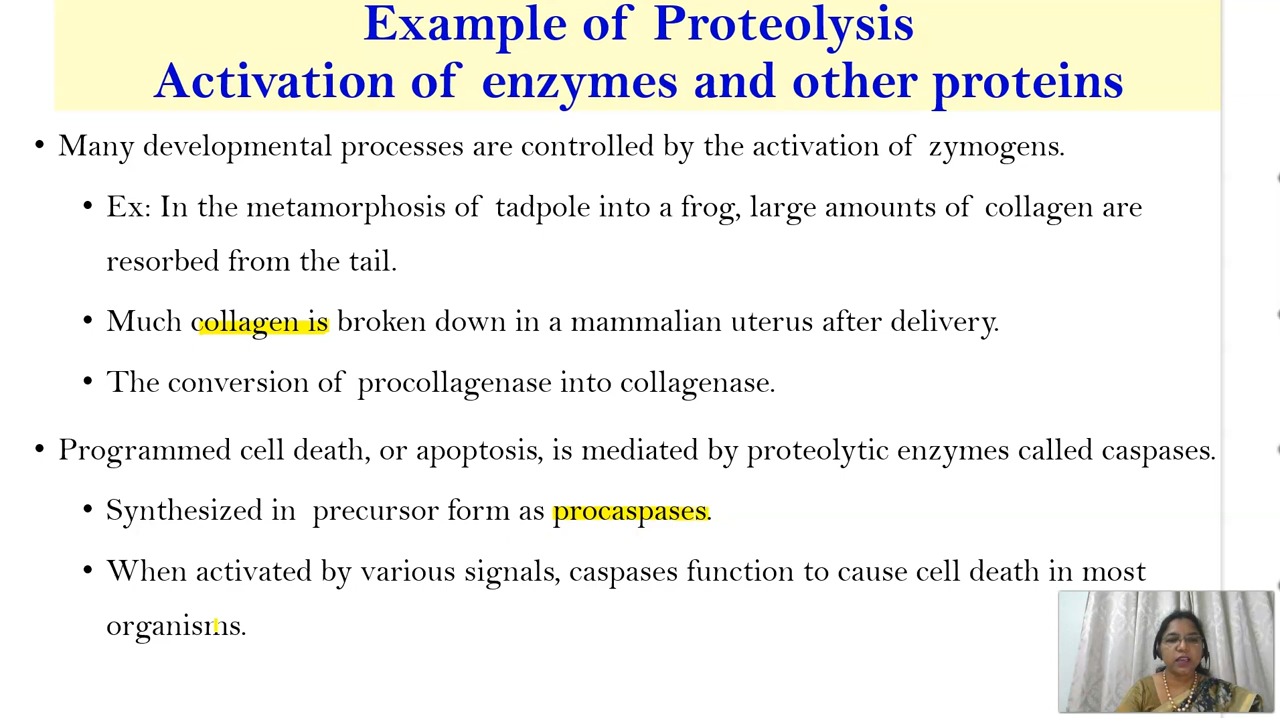 Example of Proteolysis
Activation of enzymes and other proteins
• Many developmental processes are controlled by the activation of zymogens.
• Ex: In the metamorphosis of tadpole into a frog, large amounts of collagen are
resorbed from the tail.
• Much collagen is broken down in a mammalian uterus after delivery.
• The conversion of procollagenase into collagenase.
• Programmed cell death, or apoptosis, is mediated by proteolytic enzymes called caspases.
• Synthesized in precursor form as procaspases.
• When activated by various signals, caspases function to cause cell death in most
organisms.